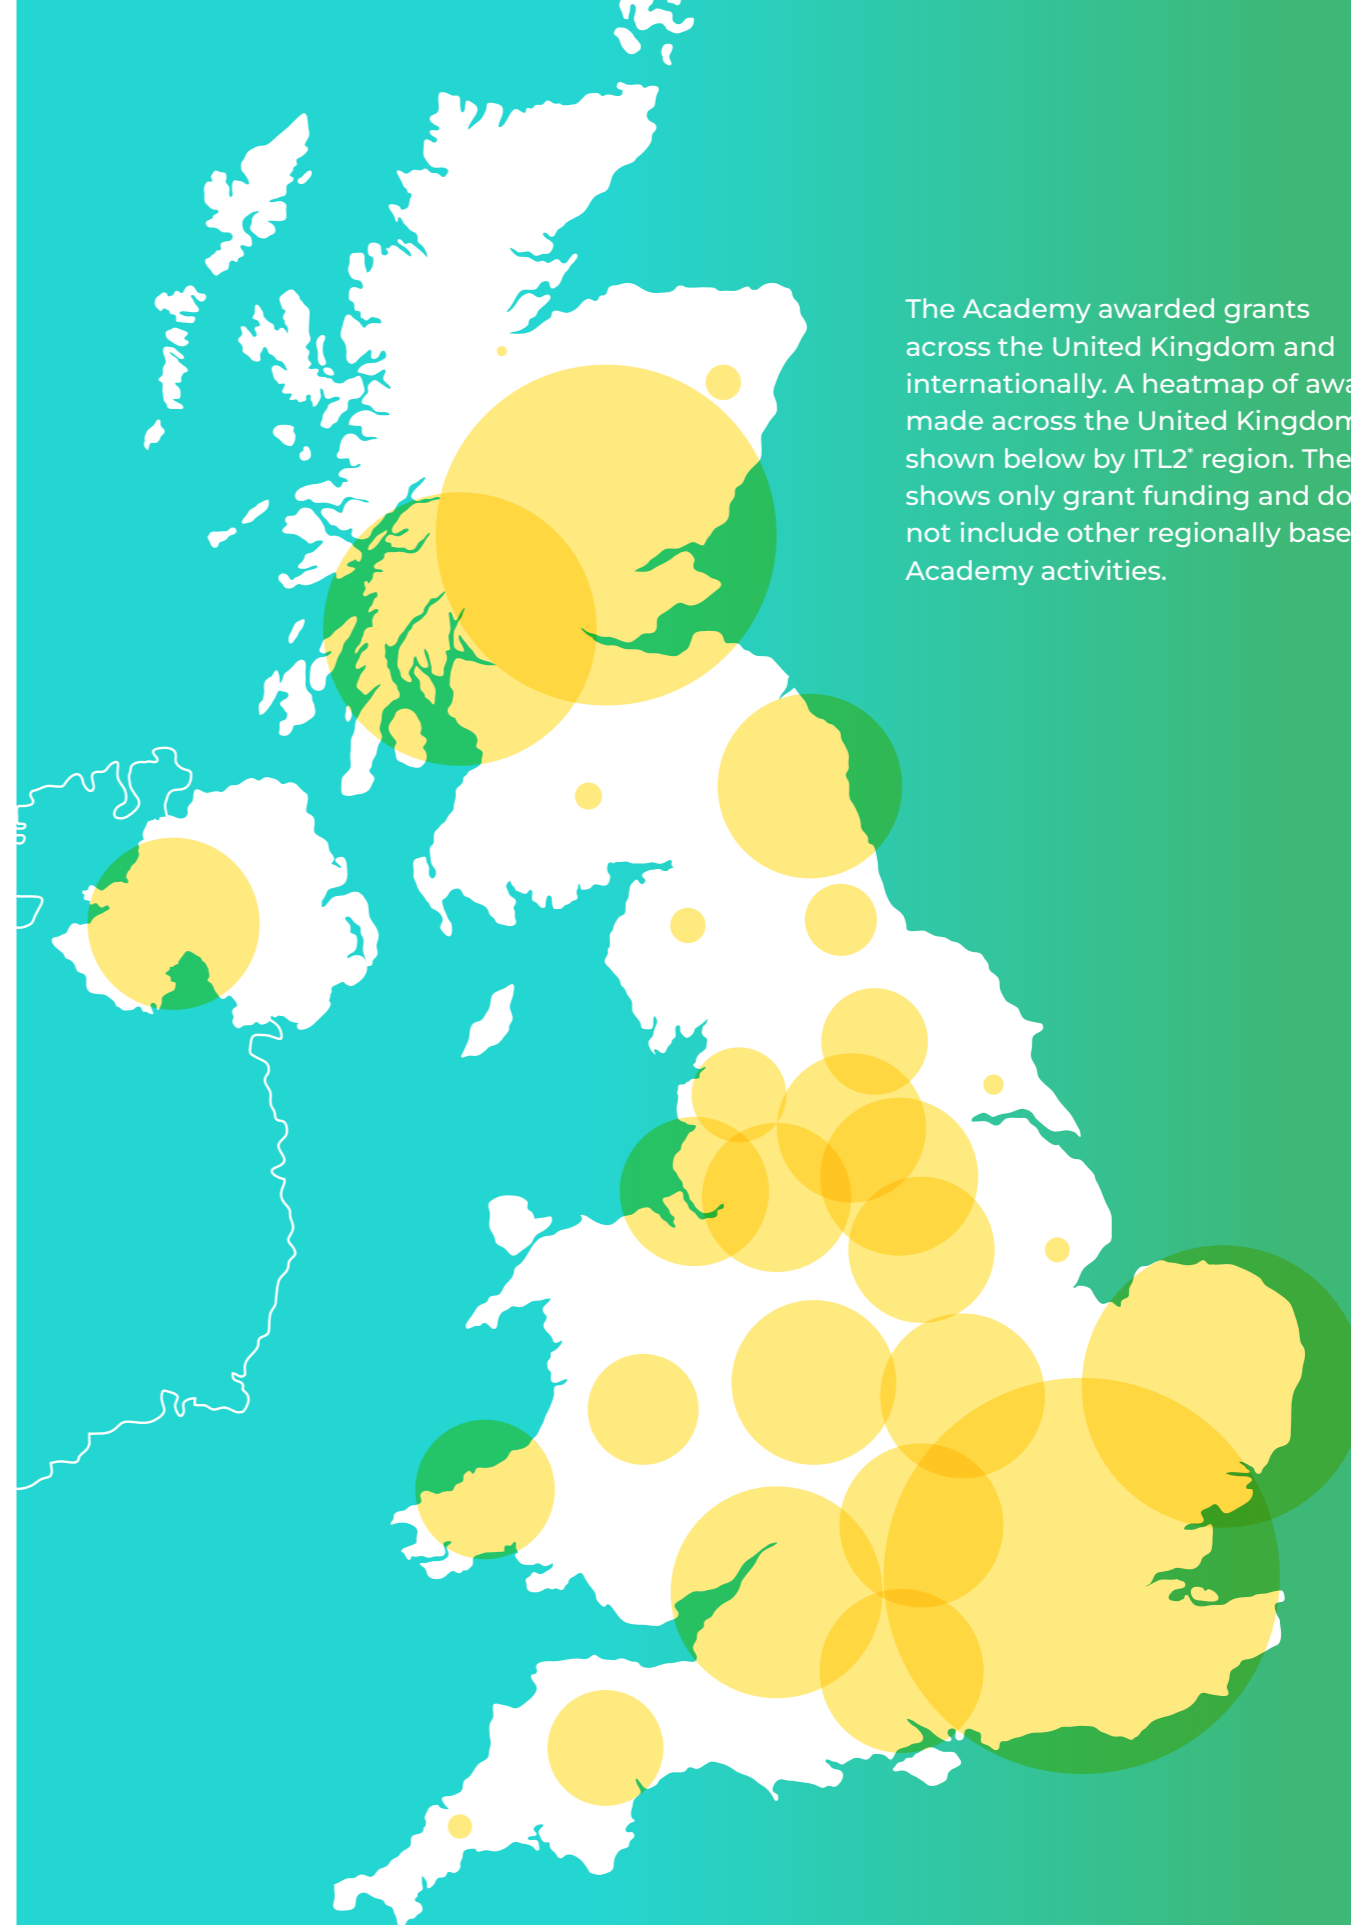 The Academy awarded grants
across the United Kingdom and
internationally. A heatmap of
made across the United
shown below by ITL2* region. The
shows only grant funding and
not include other regionally
Academy activities.